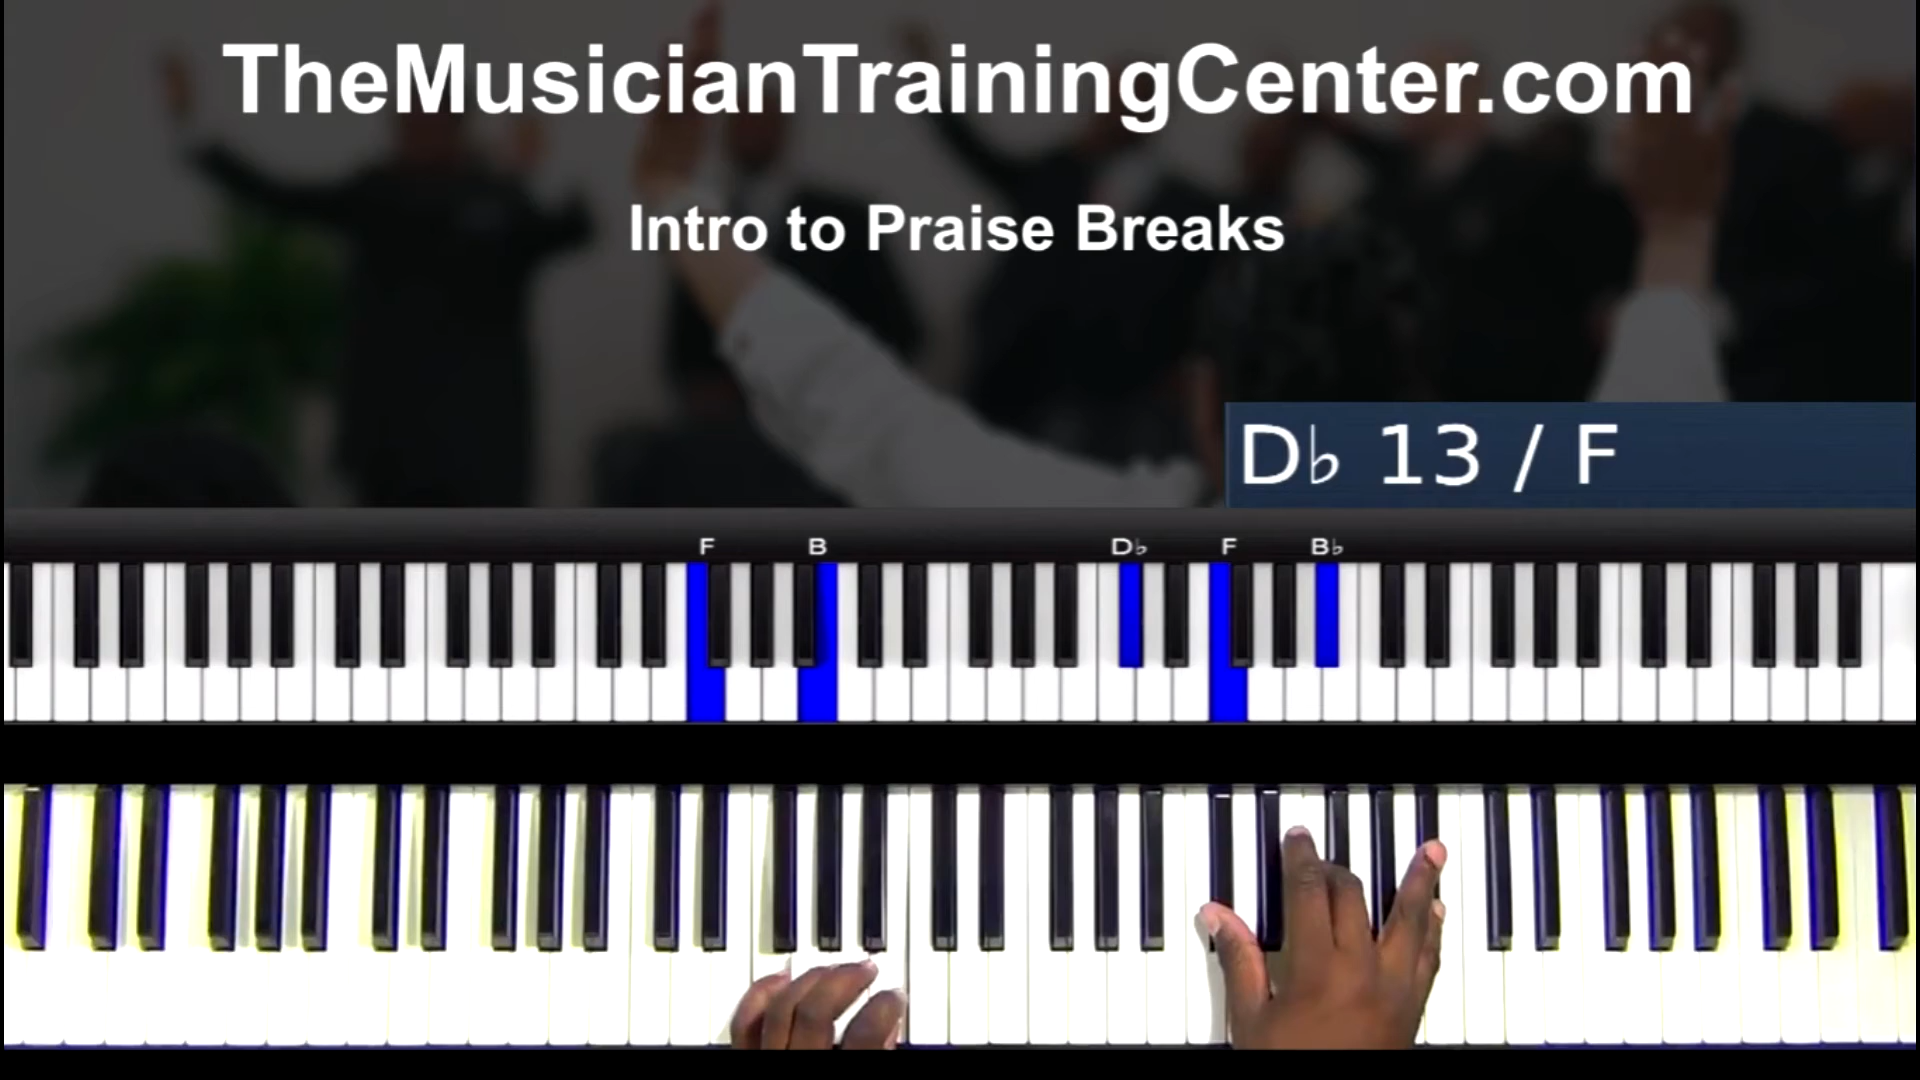 TheMusicianTrainingCenter.com
Intro to Praise Breaks
D♭ 13 / F
F B D♭ F B♭